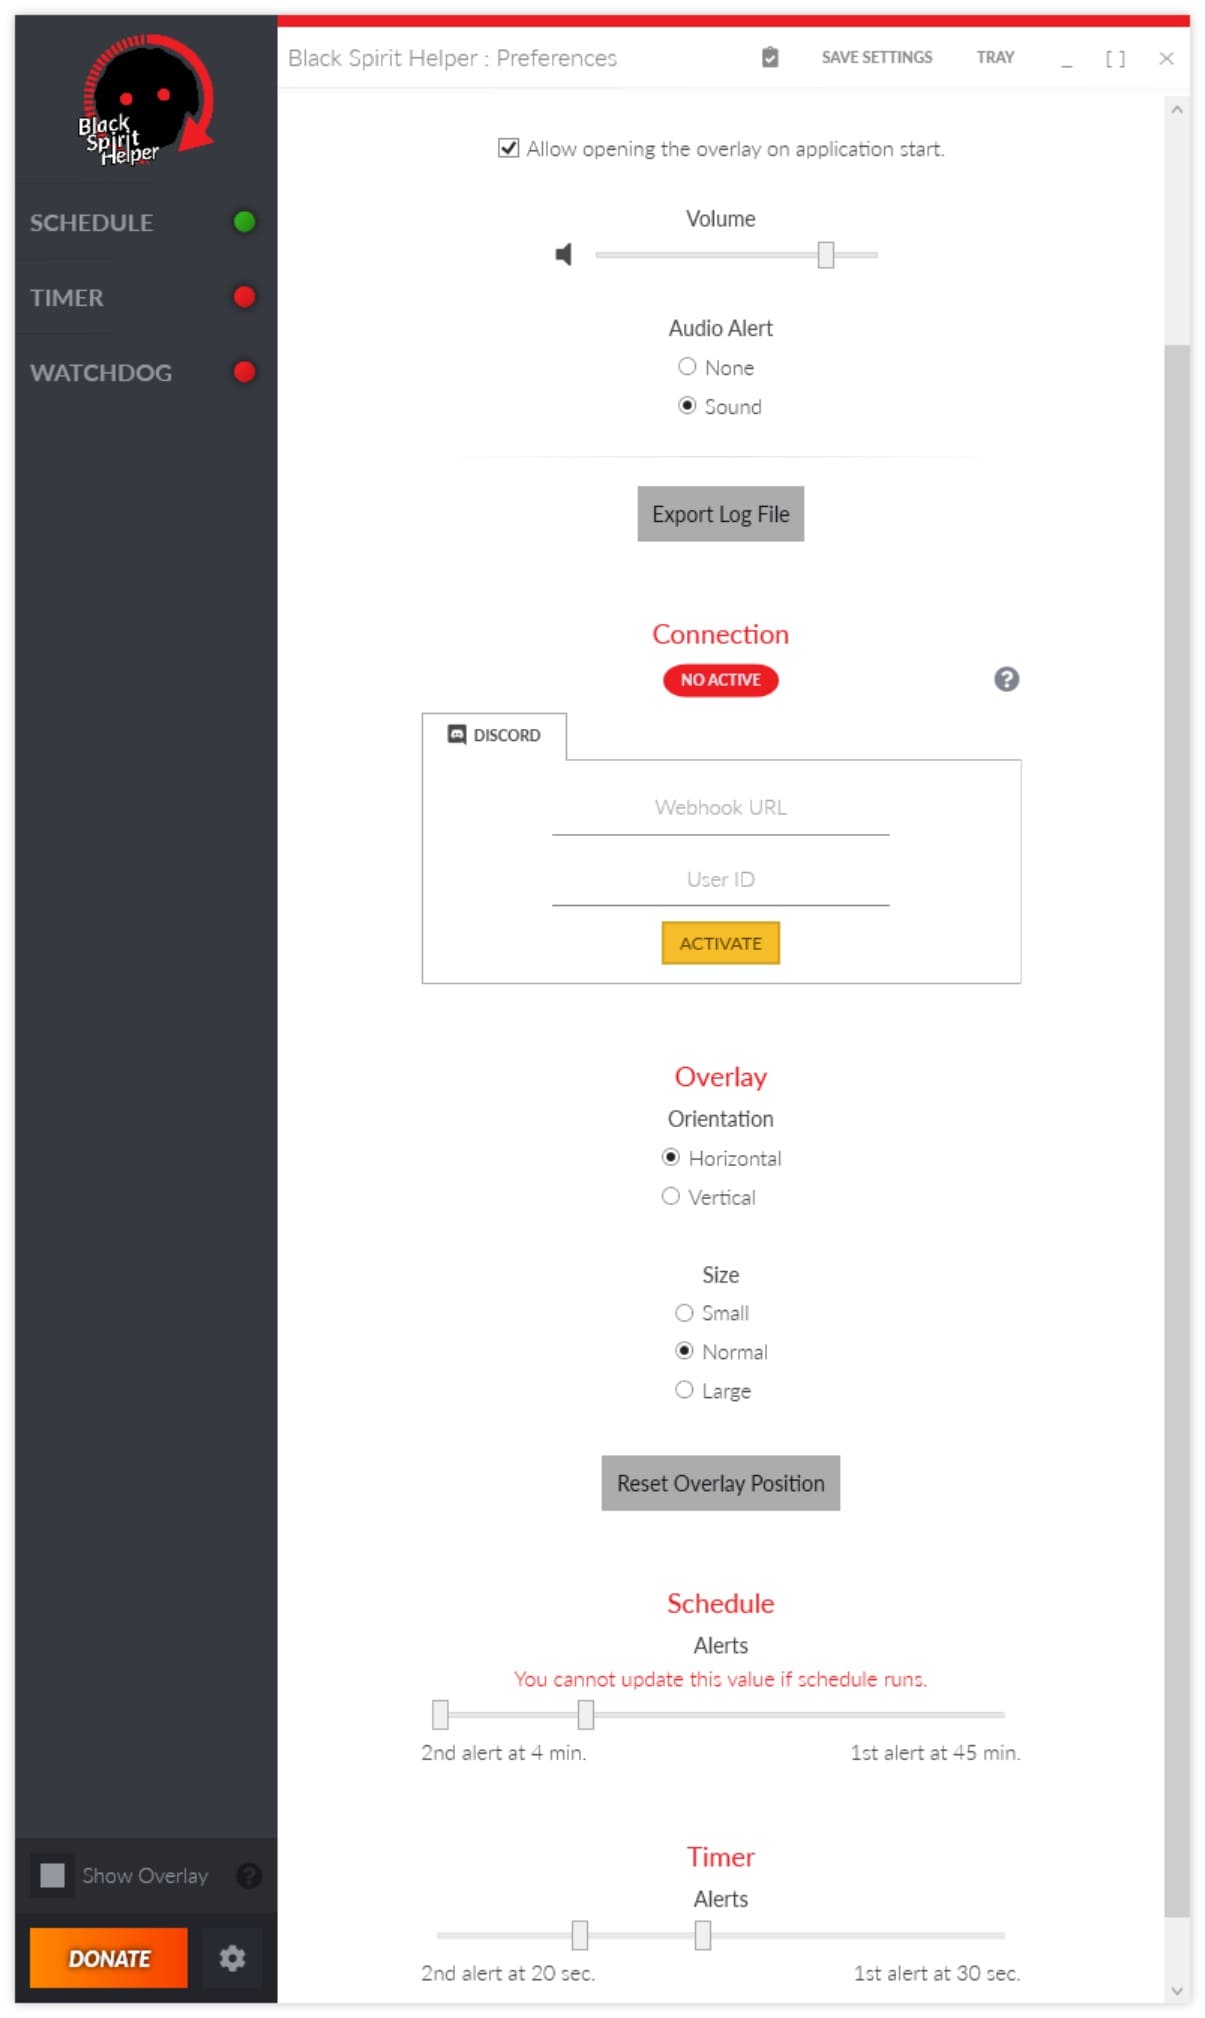 Black
Spirit
Helper
Black Spirit Helper : Preferences
SAVE SETTINGS
TRAY
SCHEDULE
TIMER
WATCHDOG
Allow opening the overlay on application start.
Volume
Audio Alert
None
Sound
Export Log File
Connection
NO ACTIVE
?
DISCORD
Webhook URL
User ID
ACTIVATE
Overlay
Orientation
Horizontal
Vertical
Size
Small
Normal
Large
Reset Overlay Position
Schedule
Alerts
You cannot update this value if schedule runs.
2nd alert at 4 min.
1st alert at 45 min.
Timer
Alerts
2nd alert at 20 sec.
1st alert at 30 sec.
Show Overlay
?
DONATE